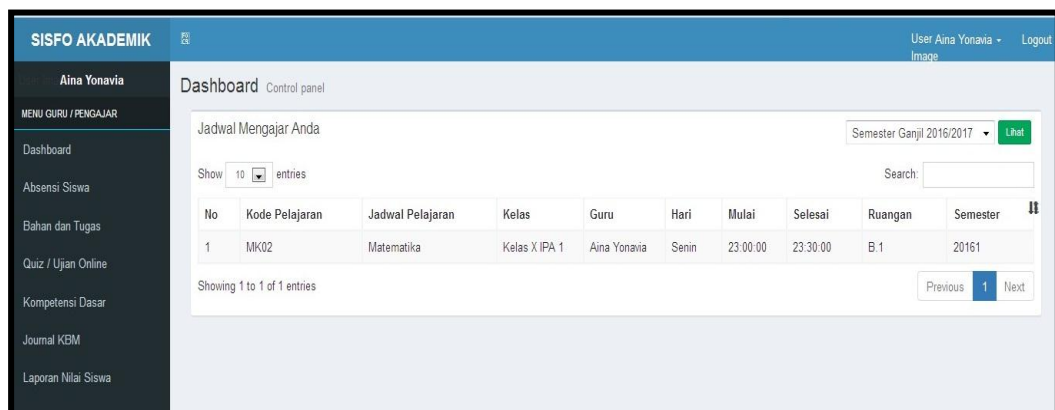 SISFO AKADEMIK
User Aina Yonavia
Image
Logout
Aina Yonavia
MENU GURU / PENGAJAR
Dashboard
Absensi Siswa
Bahan dan Tugas
Quiz / Ujian Online
Kompetensi Dasar
Journal KBM
Laporan Nilai Siswa
Dashboard Control panel
Jadwal Mengajar Anda
Semester Ganjil 2016/2017 Lihat
Show 10 entries
Search:
No Kode Pelajaran Jadwal Pelajaran Kelas Guru Hari Mulai Selesai Ruangan Semester
1 MK02 Matematika Kelas X IPA 1 Aina Yonavia Senin 23:00:00 23:30:00 B.1 20161
Showing 1 to 1 of 1 entries
Previous 1 Next